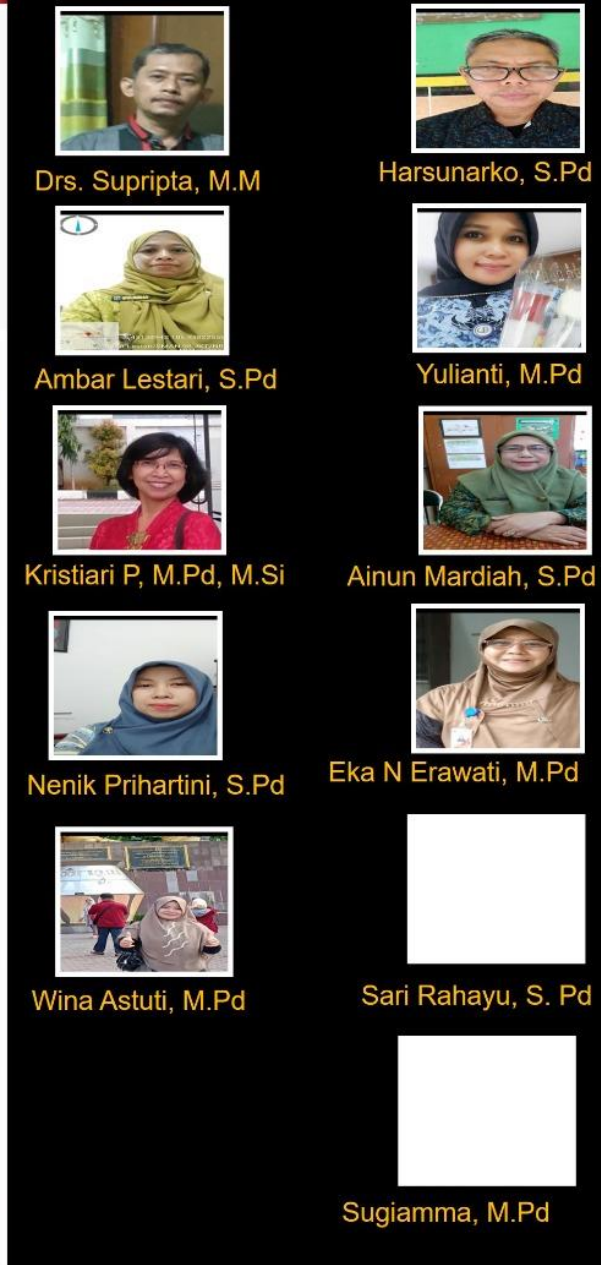 Drs. Supripta, M.M
Harsunarko, S.Pd
Ambar Lestari, S.Pd
Yulianti, M.Pd
Kristiari P, M.Pd, M.Si
Ainun Mardiah, S.Pd
Nenik Prihartini, S.Pd
Eka N Erawati, M.Pd
Wina Astuti, M.Pd
Sari Rahayu, S. Pd
Sugiamma, M.Pd